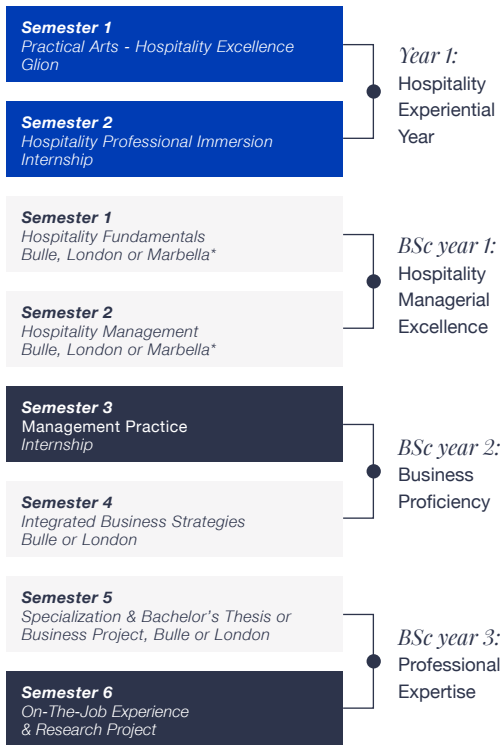 Semester 1
Practical Arts - Hospitality Excellence
Glion
Semester 2
Hospitality Professional Immersion
Internship
Year 1:
Hospitality
Experiential
Year
Semester 1
Hospitality Fundamentals
Bulle, London or Marbella*
Semester 2
Hospitality Management
Bulle, London or Marbella*
BSc year 1:
Hospitality
Managerial
Excellence
Semester 3
Management Practice
Internship
Semester 4
Integrated Business Strategies
Bulle or London
BSc year 2:
Business
Proficiency
Semester 5
Specialization & Bachelor's Thesis or
Business Project, Bulle or London
Semester 6
On-The-Job Experience
& Research Project
BSc year 3:
Professional
Expertise